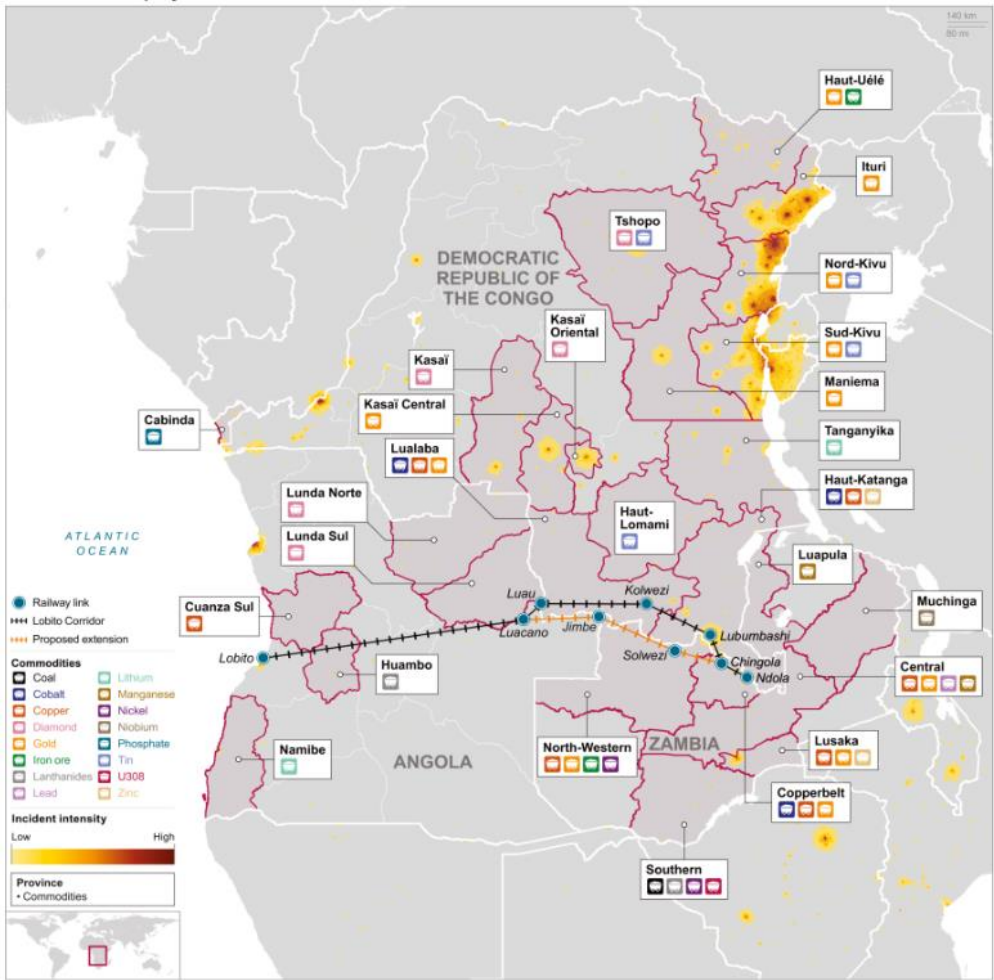 140 km
80 mi
Haut-Uélé
Ituri
Tshopo
DEMOCRATIC
REPUBLIC OF
THE CONGO
Nord-Kivu
Kasaï
Oriental
Sud-Kivu
Kasaï
Maniema
Kasaï Central
Cabinda
Tanganyika
Lualaba
Haut-Katanga
Lunda Norte
Haut-
Lomami
ATLANTIC
OCEAN
Lunda Sul
Luapula
Luau
Kolwezi
Railway link
Muchinga
Cuanza Sul
Lobito Corridor
Luacano
Jimbe
Lubumbashi
Proposed extension
Solwezi
Chingola
Lobito
Ndola
Huambo
Central
Commodities
Coal
Lithium
Cobalt
Manganese
Copper
Nickel
Diamond
Niobium
Gold
Phosphate
Iron ore
Tin
Lanthanides
U308
Lead
Zinc
Namibe
North-Western
ZAMBIA
Lusaka
ANGOLA
Copperbelt
Incident intensity
Low
High
Southern
Province
• Commodities